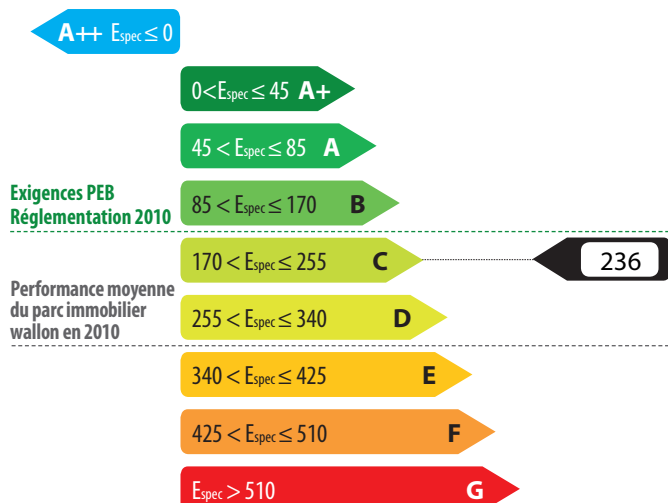 A++ Espec ≤ 0
0<Espec ≤ 45 A+
45 < Espec ≤ 85 A
Exigences PEB
Réglementation 2010
85 < Espec ≤ 170 B
170 < Espec ≤ 255 C
236
Performance moyenne
du parc immobilier
wallon en 2010
255 < Espec ≤ 340 D
340 < Espec ≤ 425 E
425 < Espec ≤ 510 F
Espec > 510 G